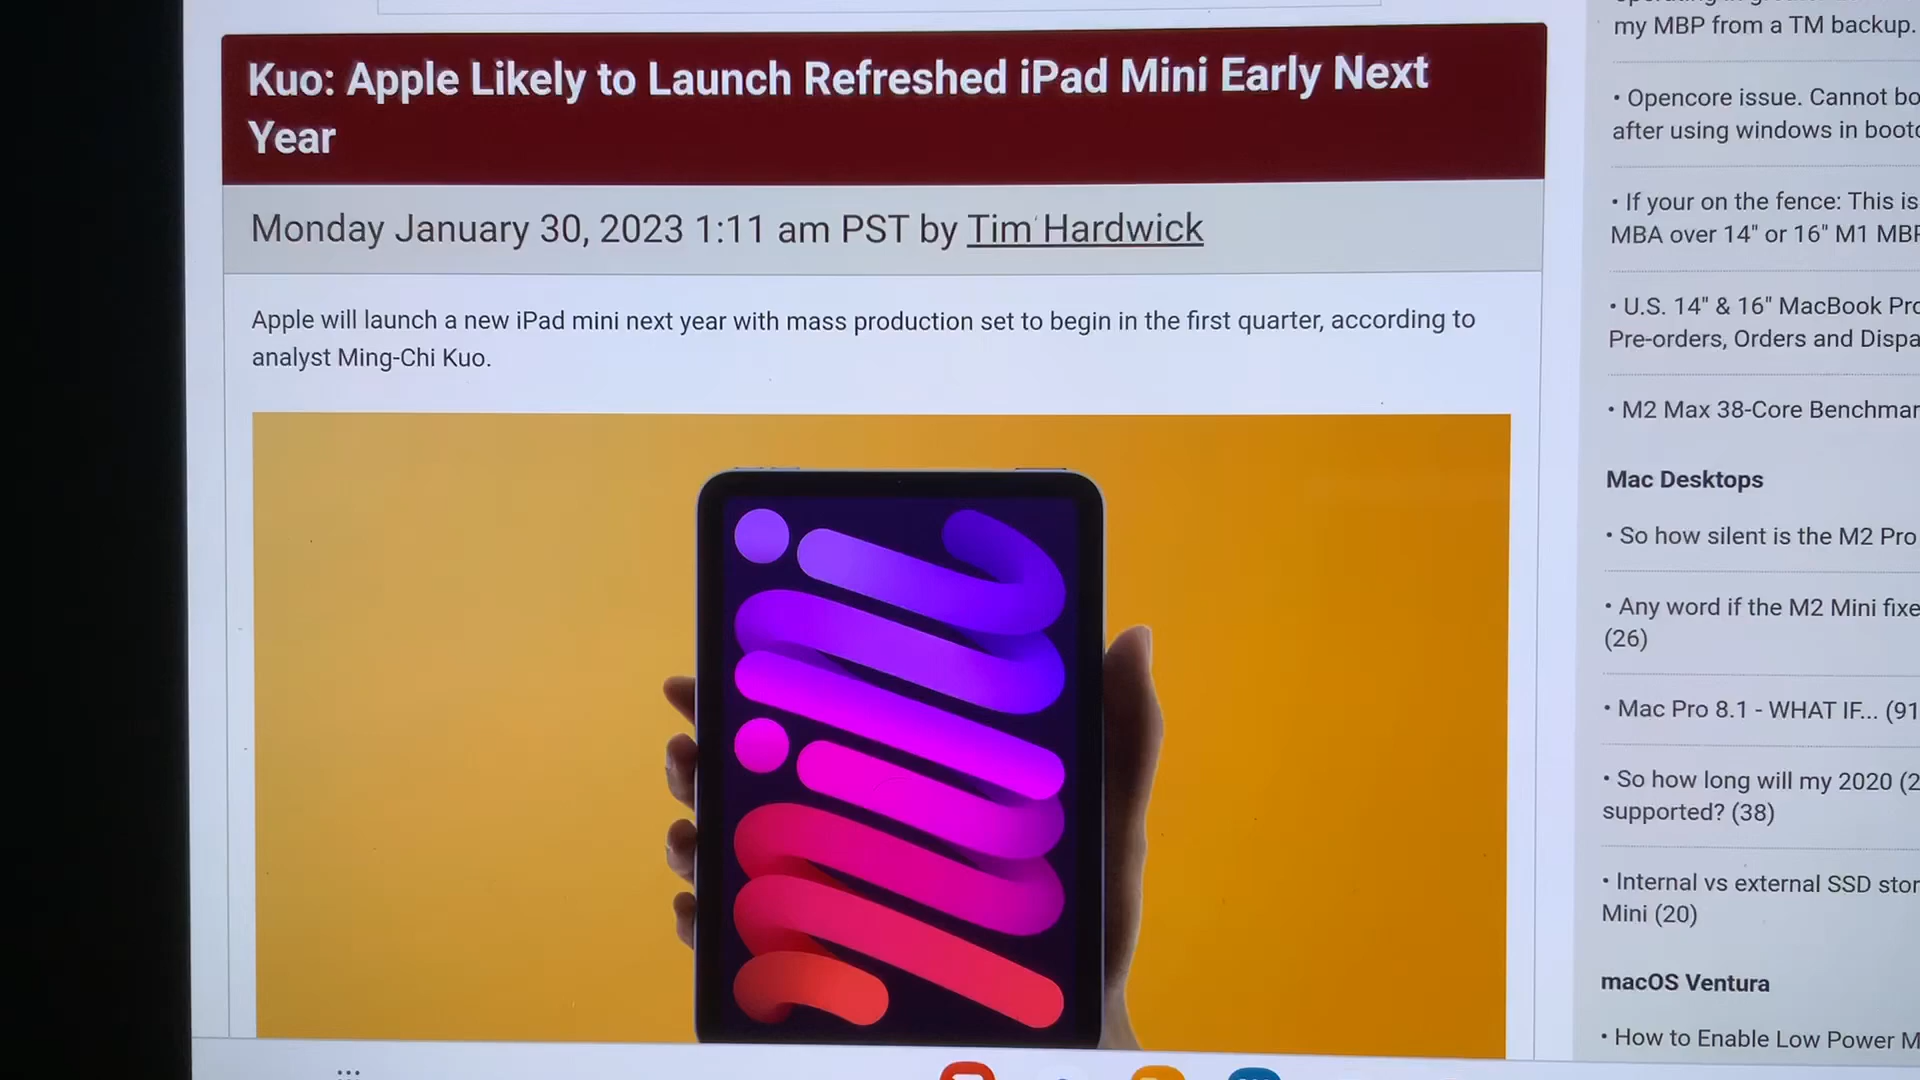 Kuo: Apple Likely to Launch Refreshed iPad Mini Early Next
Year
Monday January 30, 2023 1:11 am PST by Tim Hardwick
Apple will launch a new iPad mini next year with mass production set to begin in the first quarter, according to
analyst Ming-Chi Kuo.
my MBP from a TM backup.
• Opencore issue. Cannot
after using windows in
• If your on the fence: This is
MBA over 14" or 16" M1
• U.S. 14" & 16" MacBook
Pre-orders, Orders and
• M2 Max 38-Core
Mac Desktops
• So how silent is the M2 Pro
• Any word if the M2 Mini
(26)
• Mac Pro 8.1 - WHAT IF... (91
• So how long will my 2020 (2
supported? (38)
• Internal vs external SSD
Mini (20)
macOS Ventura
• How to Enable Low Power